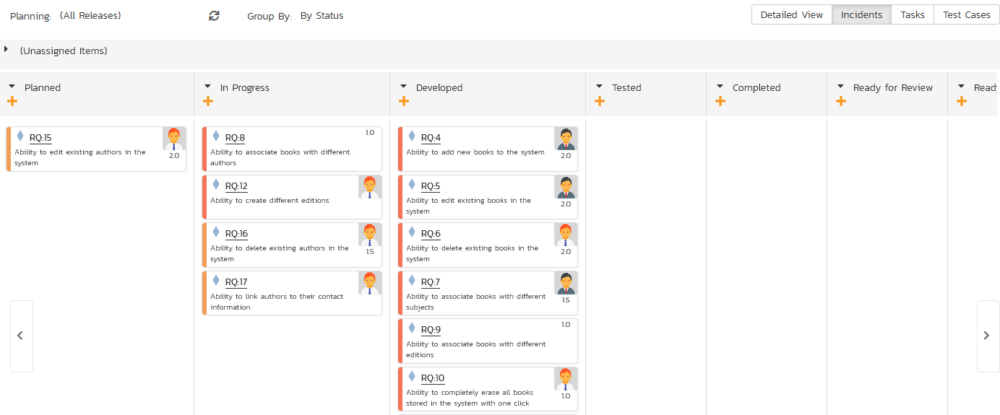 Planning: (All Releases) Group By: By Status Detailed View Incidents Tasks Test Cases
(Unassigned Items)
Planned In Progress Developed Tested Completed Ready for Review
RQ:15
2.0
Ability to edit existing authors in the
system
RQ:8
1.0
Ability to associate books with different
authors
RQ:12
Ability to create different editions
RQ:16
Ability to delete existing authors in the
system
1.5
RQ:17
Ability to link authors to their contact
information
RQ:4
Ability to add new books to the system
2.0
RQ:5
Ability to edit existing books in the
system
2.0
RQ:6
Ability to delete existing books in the
system
2.0
RQ:7
Ability to associate books with different
subjects
1.5
RQ:9
1.0
Ability to associate books with different
editions
RQ:10
Ability to completely erase all books
stored in the system with one click
1.0